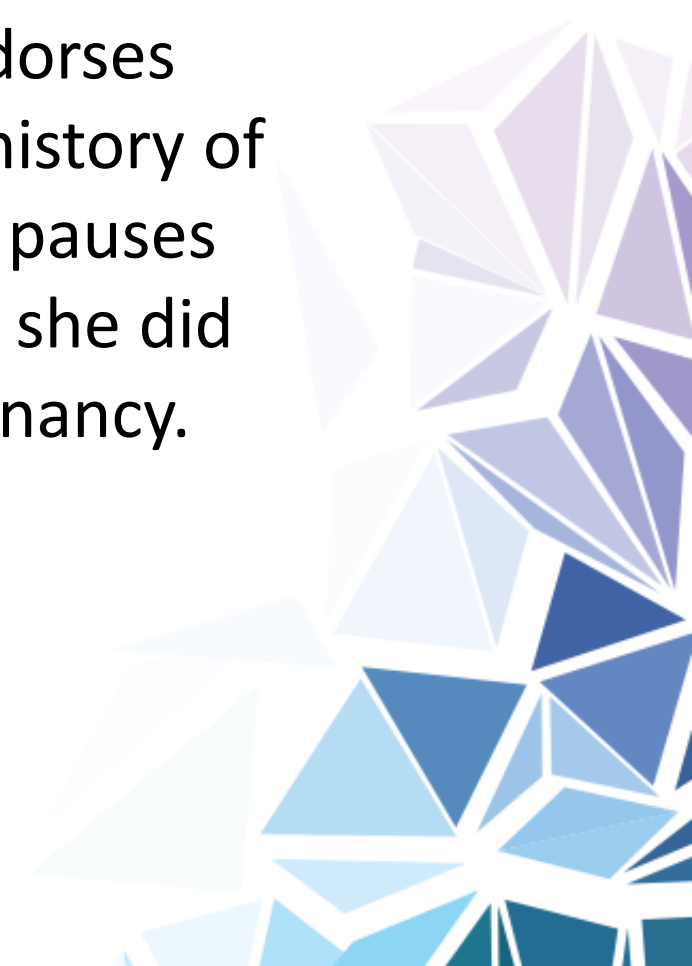 dorses
history of
pauses
she did
nancy.